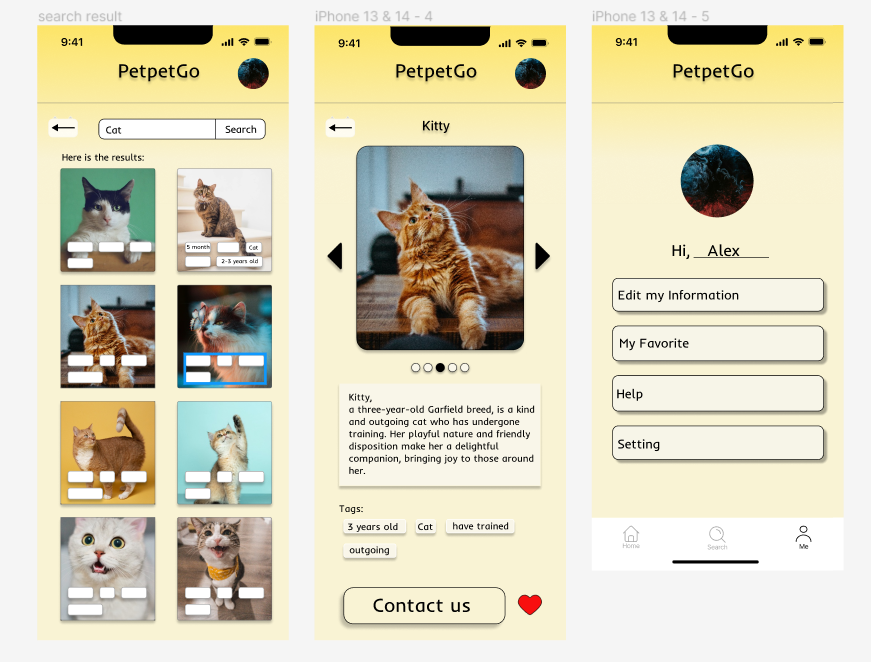 search result
9:41
PetpetGo
Cat
Search
Here is the results:
5 month
Cat
2-3 years old
iPhone 13 & 14 - 4
9:41
PetpetGo
Kitty
Kitty,
a three-year-old Garfield breed, is a kind
and outgoing cat who has undergone
training. Her playful nature and friendly
disposition make her a delightful
companion, bringing joy to those around
her.
Tags:
3 years old
Cat
have trained
outgoing
Contact us
iPhone 13 & 14 - 5
9:41
PetpetGo
Hi, Alex
Edit my Information
My Favorite
Help
Setting
Home
Search
Me